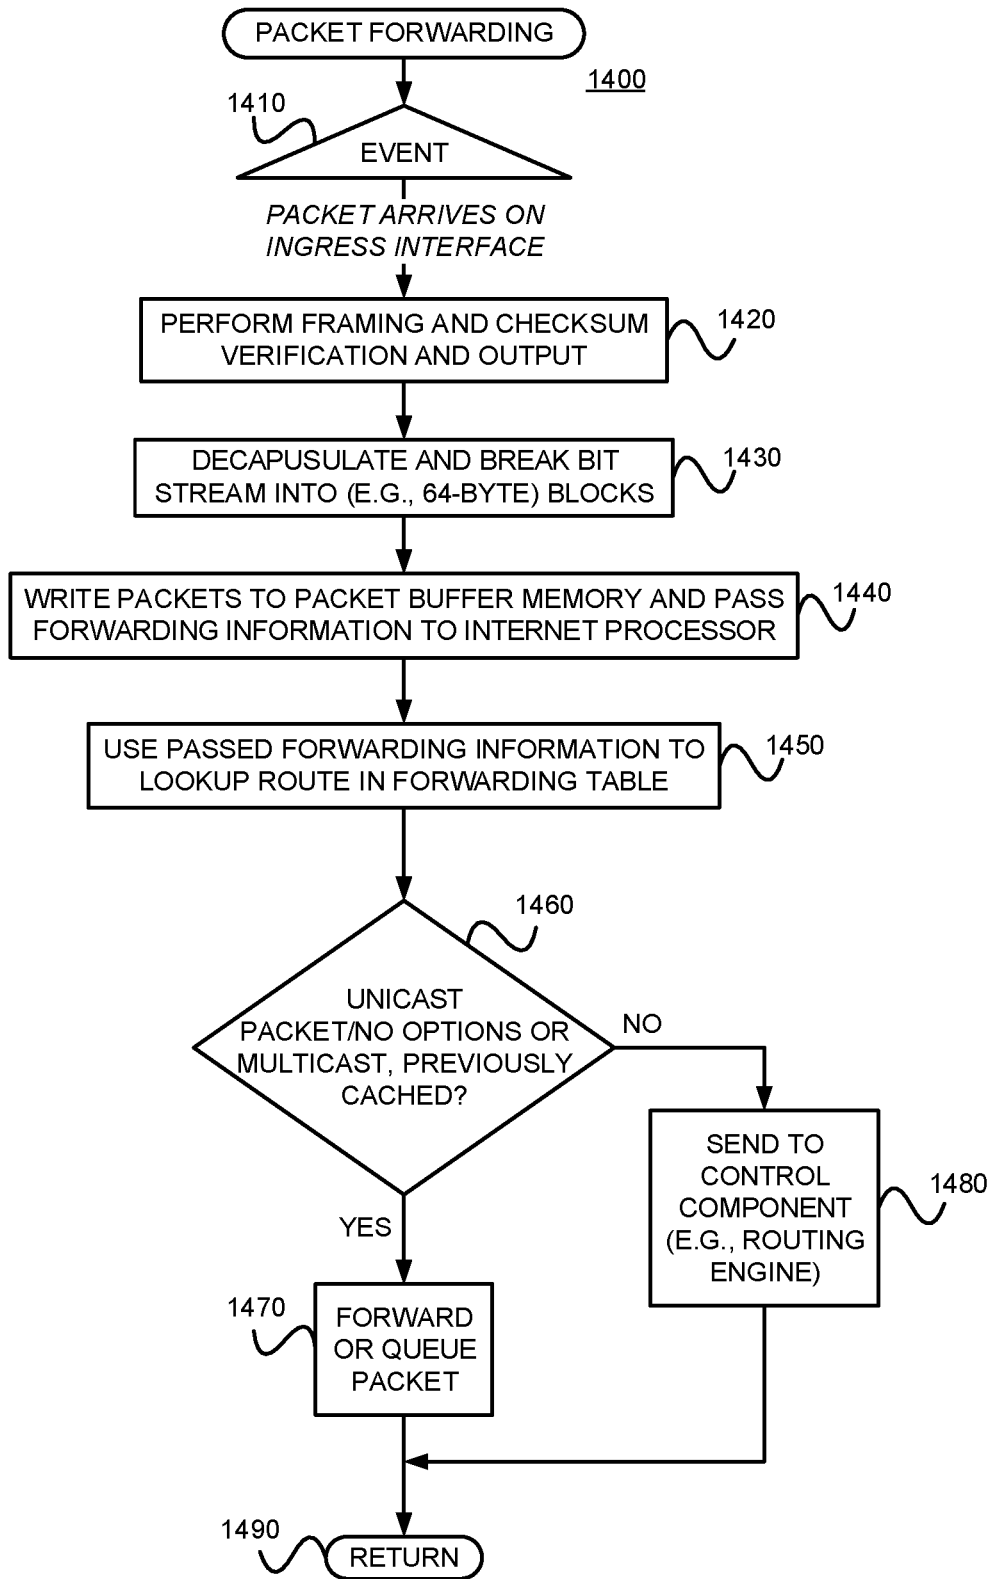 PACKET FORWARDING
1400
1410
EVENT
PACKET ARRIVES ON
INGRESS INTERFACE
PERFORM FRAMING AND CHECKSUM
VERIFICATION AND OUTPUT
1420
DECAPUSULATE AND BREAK BIT
STREAM INTO (E.G., 64-BYTE) BLOCKS
1430
WRITE PACKETS TO PACKET BUFFER MEMORY AND PASS
FORWARDING INFORMATION TO INTERNET PROCESSOR
1440
USE PASSED FORWARDING INFORMATION TO
LOOKUP ROUTE IN FORWARDING TABLE
1450
1460
UNICAST
PACKET/NO OPTIONS OR
MULTICAST, PREVIOUSLY
CACHED?
NO
YES
SEND TO
CONTROL
COMPONENT
(E.G., ROUTING
ENGINE)
1480
1470
FORWARD
OR QUEUE
PACKET
1490
RETURN